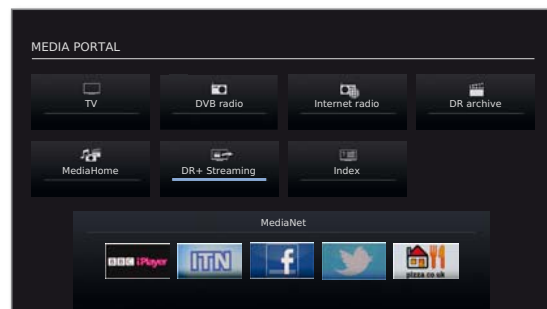 MEDIA PORTAL
TV DVB radio Internet radio DR archive
MediaHome DR+ Streaming Index
MediaNet
BBC iPlayer ITN f pizza.co.uk